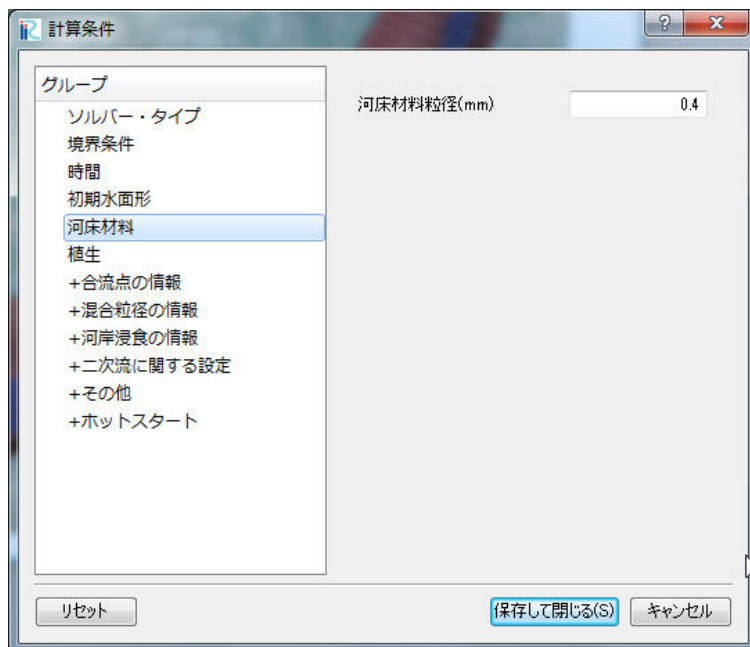 計算条件
グループ
ソルバー・タイプ
境界条件
時間
初期水面形
河床材料
植生
+合流点の情報
+混合粒径の情報
+河岸浸食の情報
+二次流に関する設定
+その他
+ホットスタート
河床材料粒径(mm)
0.4
リセット
保存して閉じる(S)
キャンセル